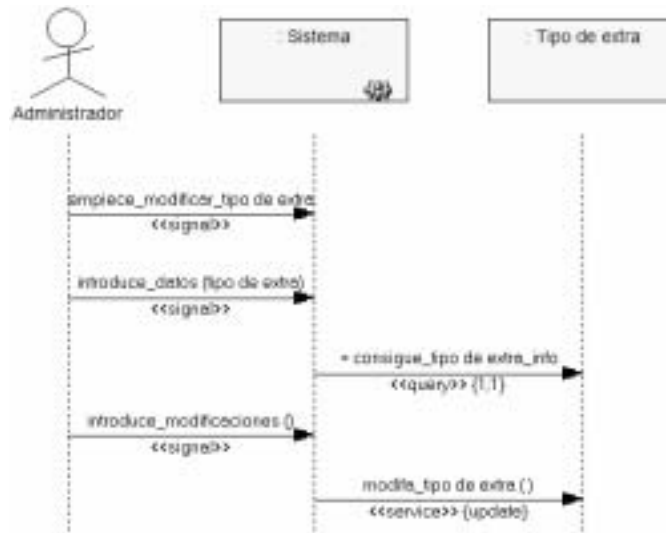 : Sistema
: Tipo de extra
Administrador
empiece_modificar_tipo de extra
<<signal>>
introduce_datos (tipo de extra)
<<signal>>
+ consigue_tipo de extra_info
<<query>> {1,1}
introduce_modificaciones ()
<<signal>>
modifa_tipo de extra ( )
<<service>> {update}